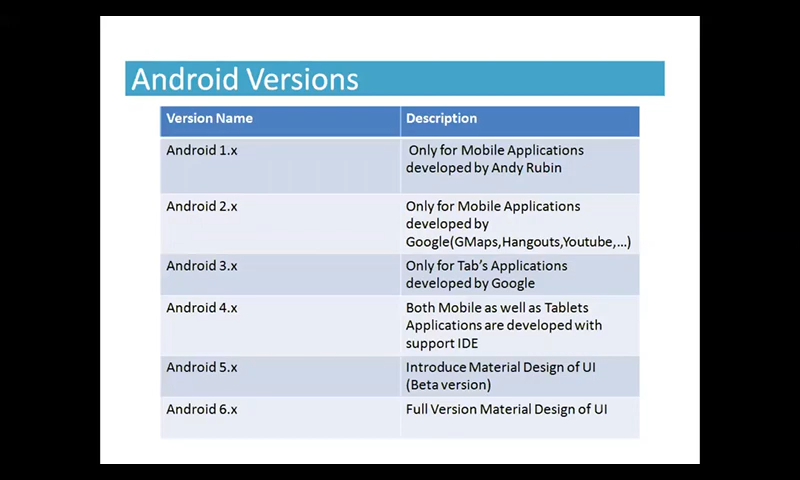 Android Versions
Version Name
Description
Android 1.x
Only for Mobile Applications
developed by Andy Rubin
Android 2.x
Only for Mobile Applications
developed by
Google(GMaps,Hangouts,Youtube,...)
Android 3.x
Only for Tab's Applications
developed by Google
Android 4.x
Both Mobile as well as Tablets
Applications are developed with
support IDE
Android 5.x
Introduce Material Design of UI
(Beta version)
Android 6.x
Full Version Material Design of UI